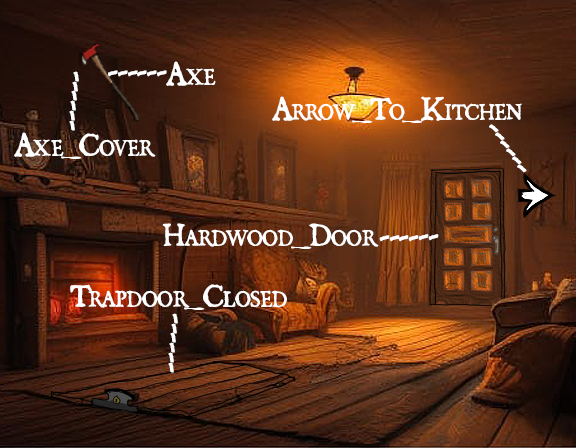 Axe
Arrow_To_Kitchen
Axe_Cover
Hardwood_Door
Trapdoor_Closed